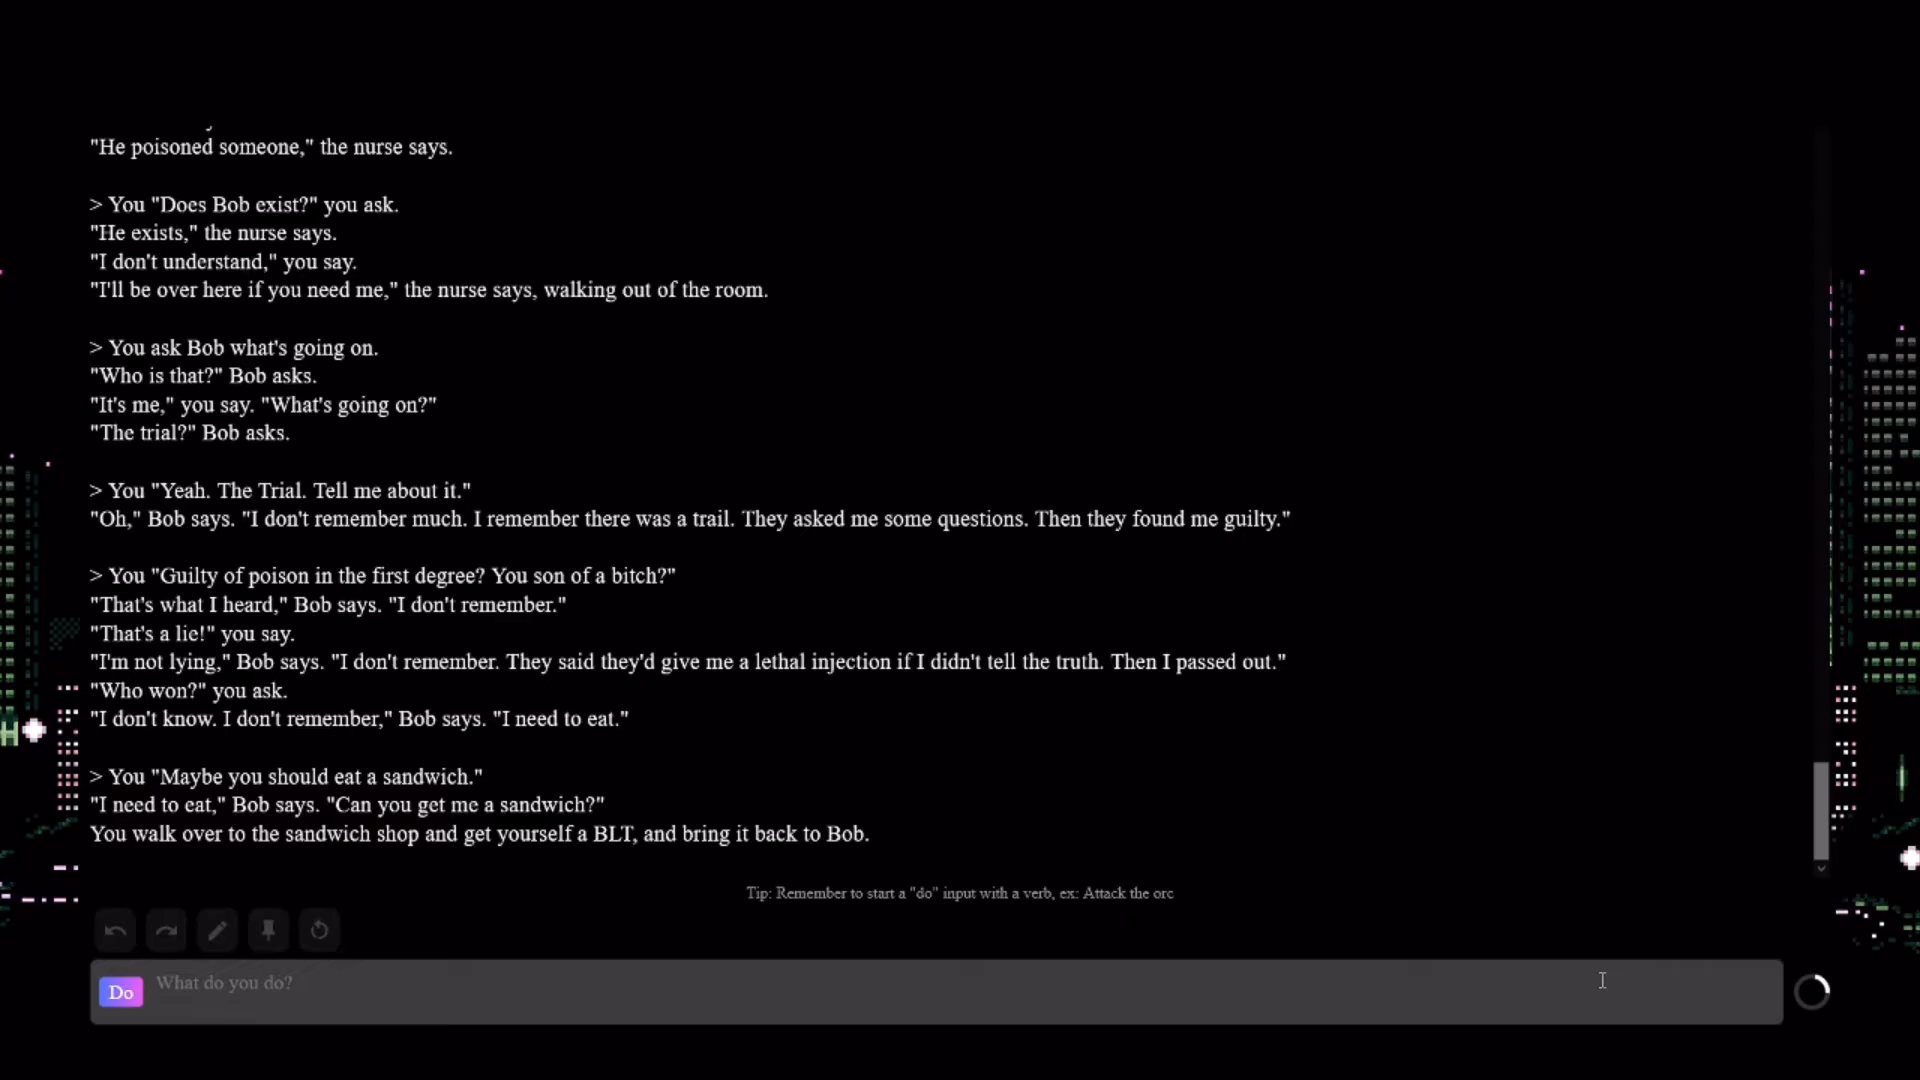 "He poisoned someone," the nurse says.
> You "Does Bob exist?" you ask.
"He exists," the nurse says.
"I don't understand," you say.
"I'll be over here if you need me," the nurse says, walking out of the room.
> You ask Bob what's going on.
"Who is that?" Bob asks.
"It's me," you say. "What's going on?"
"The trial?" Bob asks.
> You "Yeah. The Trial. Tell me about it."
"Oh," Bob says. "I don't remember much. I remember there was a trail. They asked me some questions. Then they found me guilty."
> You "Guilty of poison in the first degree? You son of a bitch?"
"That's what I heard," Bob says. "I don't remember."
"That's a lie!" you say.
"I'm not lying," Bob says. "I don't remember. They said they'd give me a lethal injection if I didn't tell the truth. Then I passed out."
"Who won?" you ask.
"I don't know. I don't remember," Bob says. "I need to eat."
> You "Maybe you should eat a sandwich."
"I need to eat," Bob says. "Can you get me a sandwich?"
You walk over to the sandwich shop and get yourself a BLT, and bring it back to Bob.
Tip: Remember to start a "do" input with a verb, ex: Attack the orc
Do What do you do?